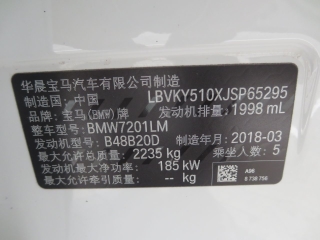 华晨宝马汽车有限公司制造
制造国: 中国 LBVKY510XJSP65295
品牌: 宝马(BMW)牌 发动机排量: 1998 mL
整车型号: BMW7201LM
发动机型号: B48B20D 制造年月: 2018-03
最大允许总质量: 2235 kg 乘坐人数: 5
发动机最大净功率: 185 kW
最大允许牵引质量: - kg
A96